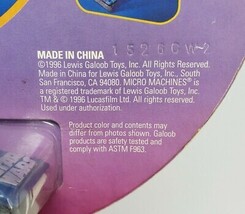 MADE IN CHINA
©1996 Lewis Galoob Toys, Inc. All Rights Reserved.
Made in China for Lewis Galoob Toys, Inc., South
San Francisco, CA 94080. MICRO MACHINES® is
a registered trademark of Lewis Galoob Toys, Inc.
TM & © 1996 Lucasfilm Ltd. All Rights Reserved.
Used under authorization.
Product color and contents may
differ from photos shown. Galoob
products are safety tested and
comply with ASTM F963.